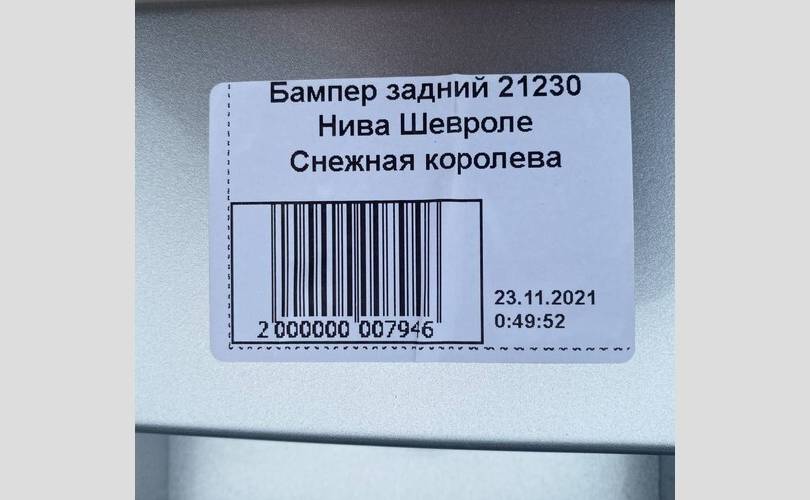 Бампер задний 21230
Нива Шевроле
Снежная королева
23.11.2021
0:49:52
2 000000 007946